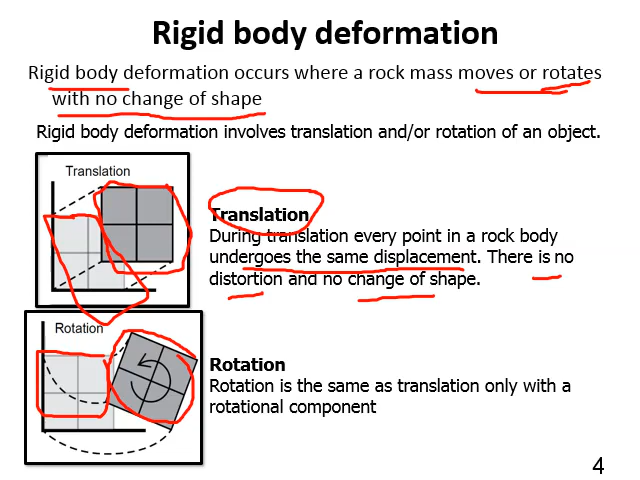 Rigid body deformation
Rigid body deformation occurs where a rock mass moves or rotates
with no change of shape
Rigid body deformation involves translation and/or rotation of an object.
Translation
Translation
During translation every point in a rock body
undergoes the same displacement. There is no
distortion and no change of shape.
Rotation
Rotation
Rotation is the same as translation only with a
rotational component
4